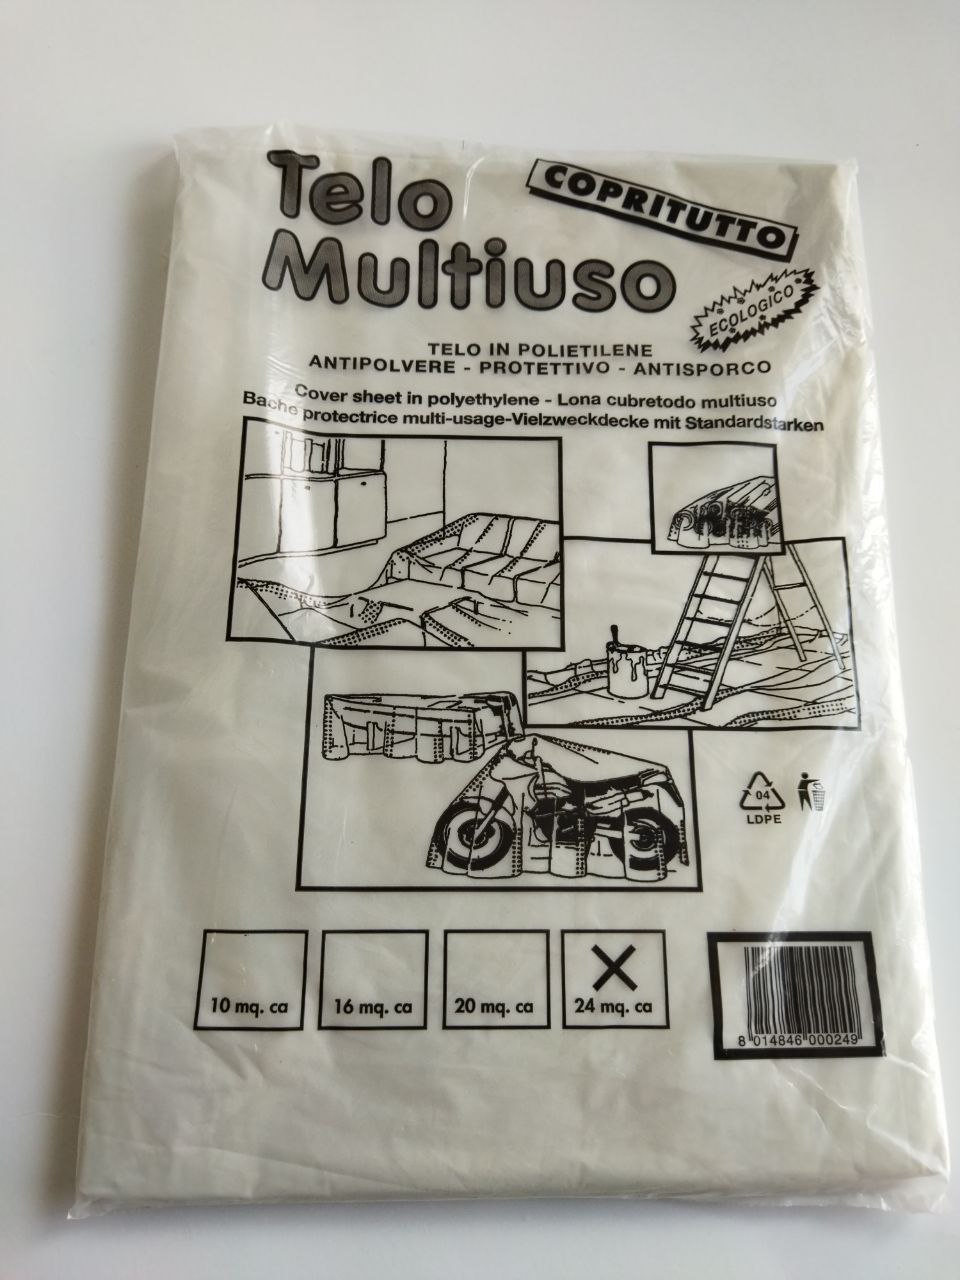 Telo
Multiuso
COPRITUTTO
ECOLOGICO
TELO IN POLIETILENE
ANTIPOLVERE - PROTETTIVO - ANTISPORCO
Cover sheet in polyethylene - Lona cubretodo multiuso
Bache protectrice multi-usage-Vielzweckdecke mit Standardstarken
04
LDPE
10 mq. ca
16 mq. ca
20 mq. ca
24 mq. ca
8 014846 000249